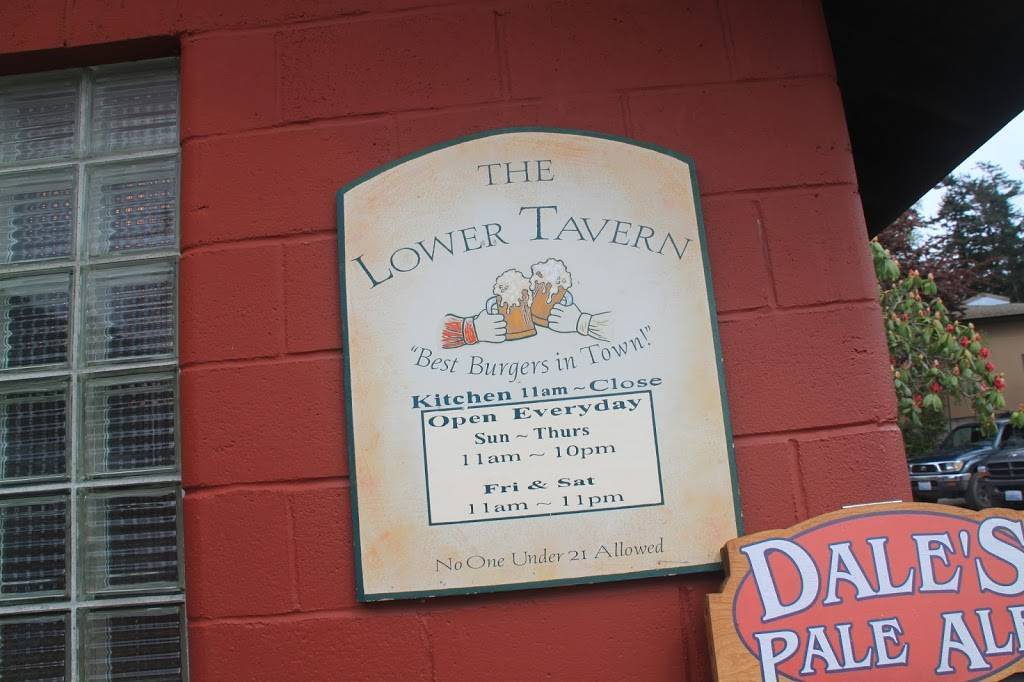 THE
LOWER TAVERN
"Best Burgers in Town!"
Kitchen 11am ~ Close
Open Everyday
Sun ~ Thurs
11am ~ 10pm
Fri & Sat
11am ~ 11pm
No One Under 21 Allowed
DALE'S
PALE ALE